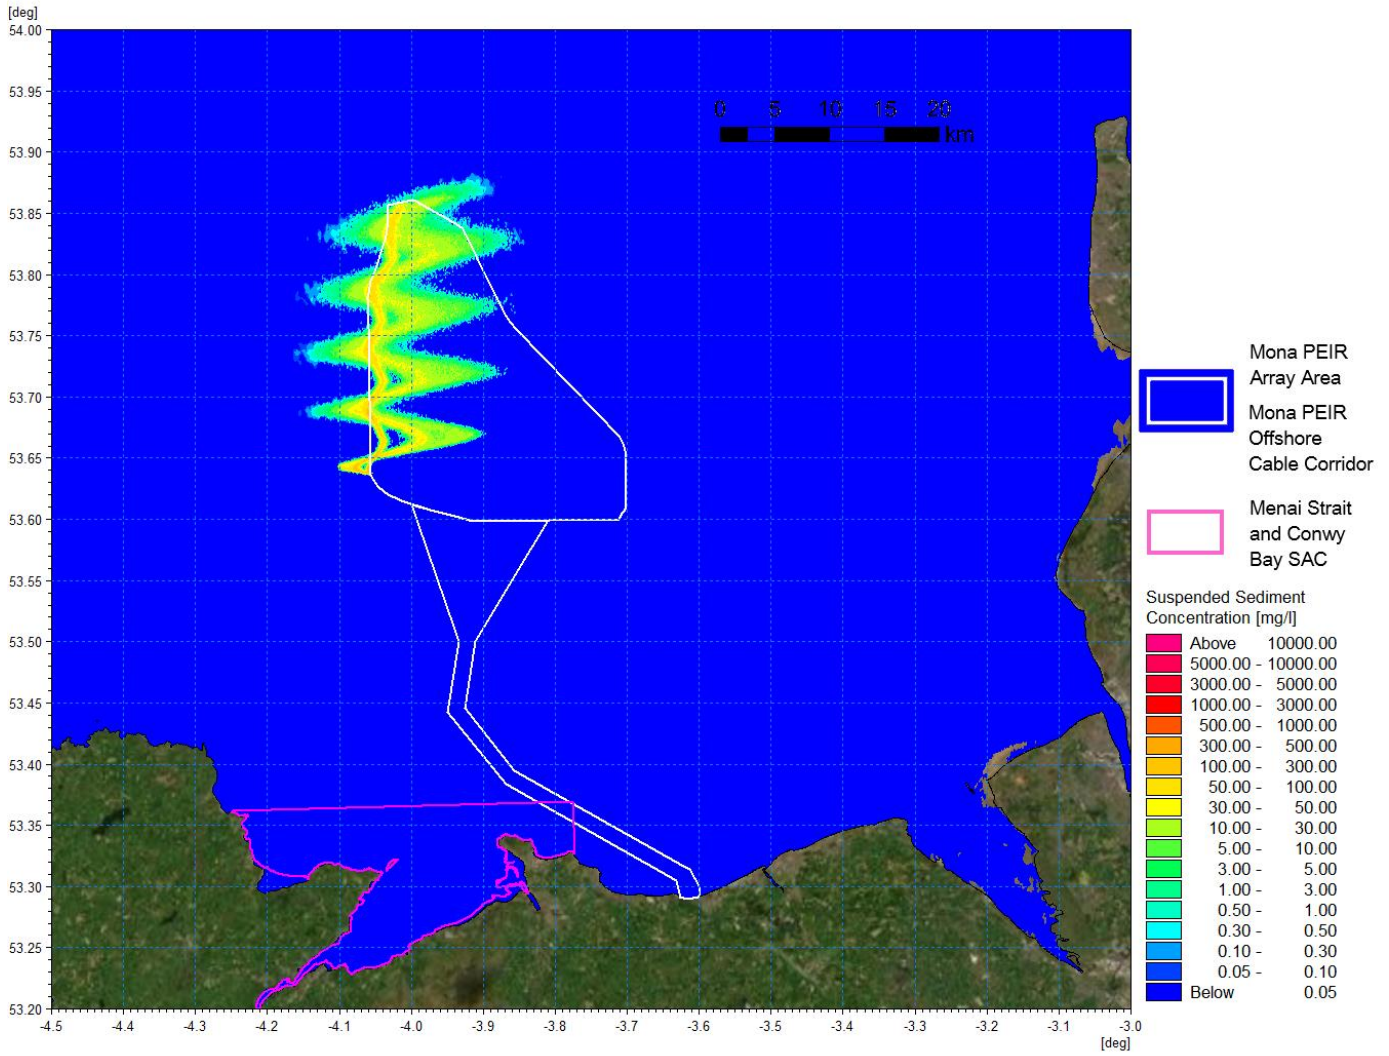 [deg]
54.00
53.95
53.90
53.85
53.80
53.75
53.70
53.65
53.60
53.55
53.50
53.45
53.40
53.35
53.30
53.25
53.20
-4.5 -4.4 -4.3 -4.2 -4.1 -4.0 -3.9 -3.8 -3.7 -3.6 -3.5 -3.4 -3.3 -3.2 -3.1 -3.0
[deg]
0 5 10 15 20
km
Mona PEIR
Array Area
Mona PEIR
Offshore
Cable Corridor
Menai Strait
and Conwy
Bay SAC
Suspended Sediment
Concentration [mg/l]
Above 10000.00
5000.00 - 10000.00
3000.00 - 5000.00
1000.00 - 3000.00
500.00 - 1000.00
300.00 - 500.00
100.00 - 300.00
50.00 - 100.00
30.00 - 50.00
10.00 - 30.00
5.00 - 10.00
3.00 - 5.00
1.00 - 3.00
0.50 - 1.00
0.30 - 0.50
0.10 - 0.30
0.05 - 0.10
Below 0.05